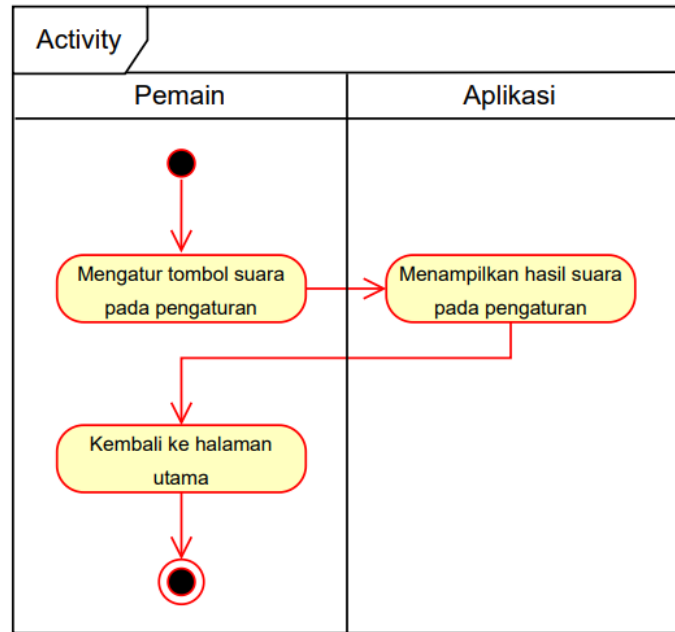 Activity
Pemain
Aplikasi
Mengatur tombol suara
pada pengaturan
Menampilkan hasil suara
pada pengaturan
Kembali ke halaman
utama